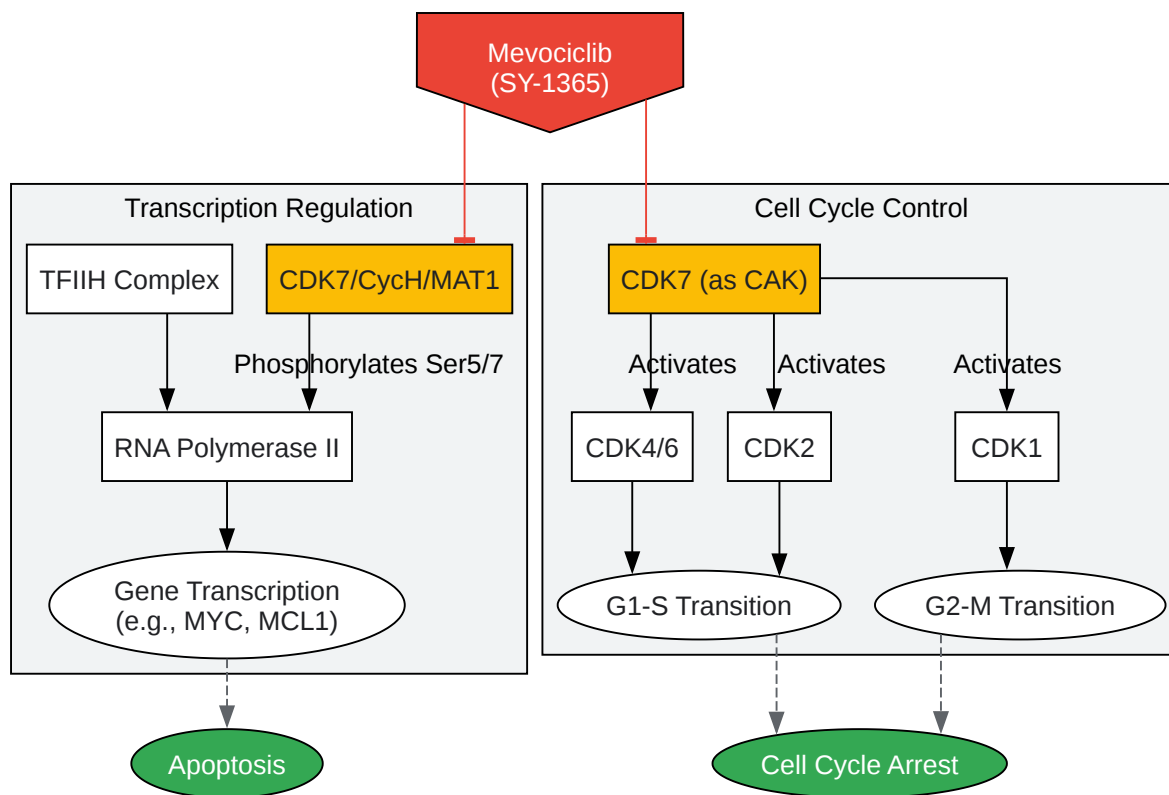 Mevociclib
(SY-1365)
Transcription Regulation
TFIIH Complex
CDK7/CycH/MAT1
Phosphorylates Ser5/7
RNA Polymerase II
Gene Transcription
(e.g., MYC, MCL1)
Apoptosis
Cell Cycle Control
CDK7 (as CAK)
Activates
Activates
Activates
CDK4/6
CDK2
CDK1
G1-S Transition
G2-M Transition
Cell Cycle Arrest